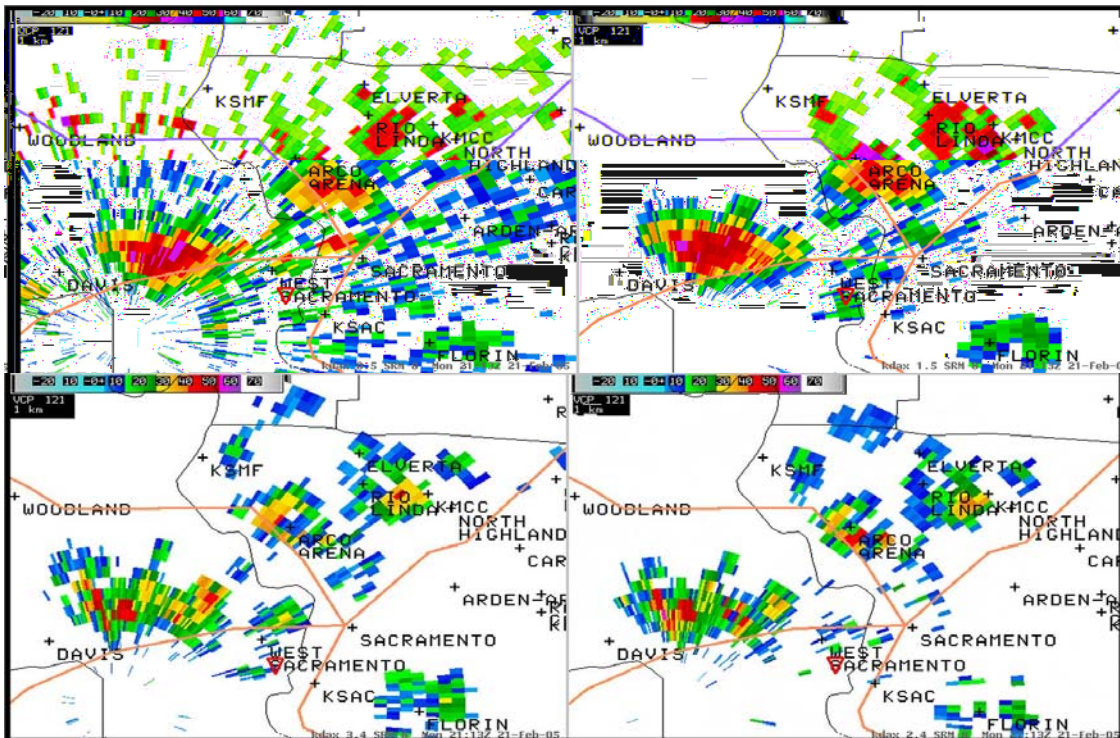 -20 10 -0+ 10 20 30 40 50 60 70
VCP 121
1 km
KSMF
ELVERTA
RIO
LINDA
KMCC
WOODLAND
NORTH
HIGHLAND
ARCO
ARENA
CAR
ARDEN-AR
DAVIS
SACRAMENTO
WEST
SACRAMENTO
KSAC
FLORIN
-20 10 -0+ 10 20 30 40 50 60 70
VCP 121
1 km
KSMF
ELVERTA
RIO
LINDA
KMCC
WOODLAND
NORTH
HIGHLAND
ARCO
ARENA
CA
ARDEN-A
DAVIS
SACRAMENTO
WEST
SACRAMENTO
KSAC
FLORIN
kdax 1.5 SRM
-20 10 -0+ 10 20 30 40 50 60 70
VCP 121
1 km
KSMF
ELVERTA
RIO
LINDA
KMCC
WOODLAND
NORTH
HIGHLAND
ARCO
ARENA
CAR
ARDEN-AR
DAVIS
SACRAMENTO
WEST
SACRAMENTO
KSAC
FLORIN
kdax 3.4 SRM Mon 21:13Z 21-Feb-05
-20 10 -0+ 10 20 30 40 50 60 70
VCP 121
1 km
KSMF
ELVERTA
RIO
LINDA
KMCC
WOODLAND
NORTH
HIGHLAND
ARCO
ARENA
CA
ARDEN-A
DAVIS
SACRAMENTO
WEST
SACRAMENTO
KSAC
FLORIN
kdax 2.4 SRM Mon 21:13Z 21-Feb-0